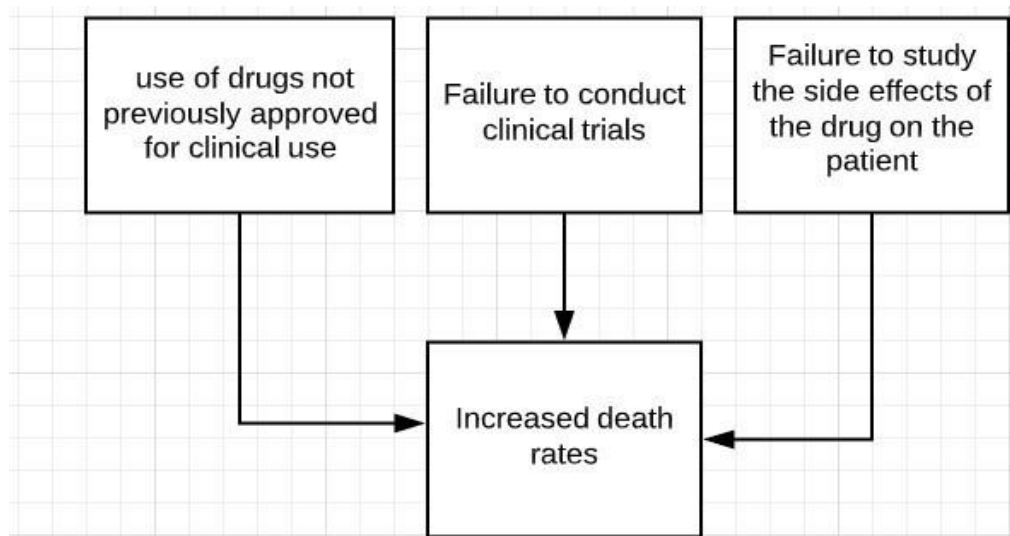 use of drugs not
previously approved
for clinical use
Failure to conduct
clinical trials
Failure to study
the side effects of
the drug on the
patient
Increased death
rates